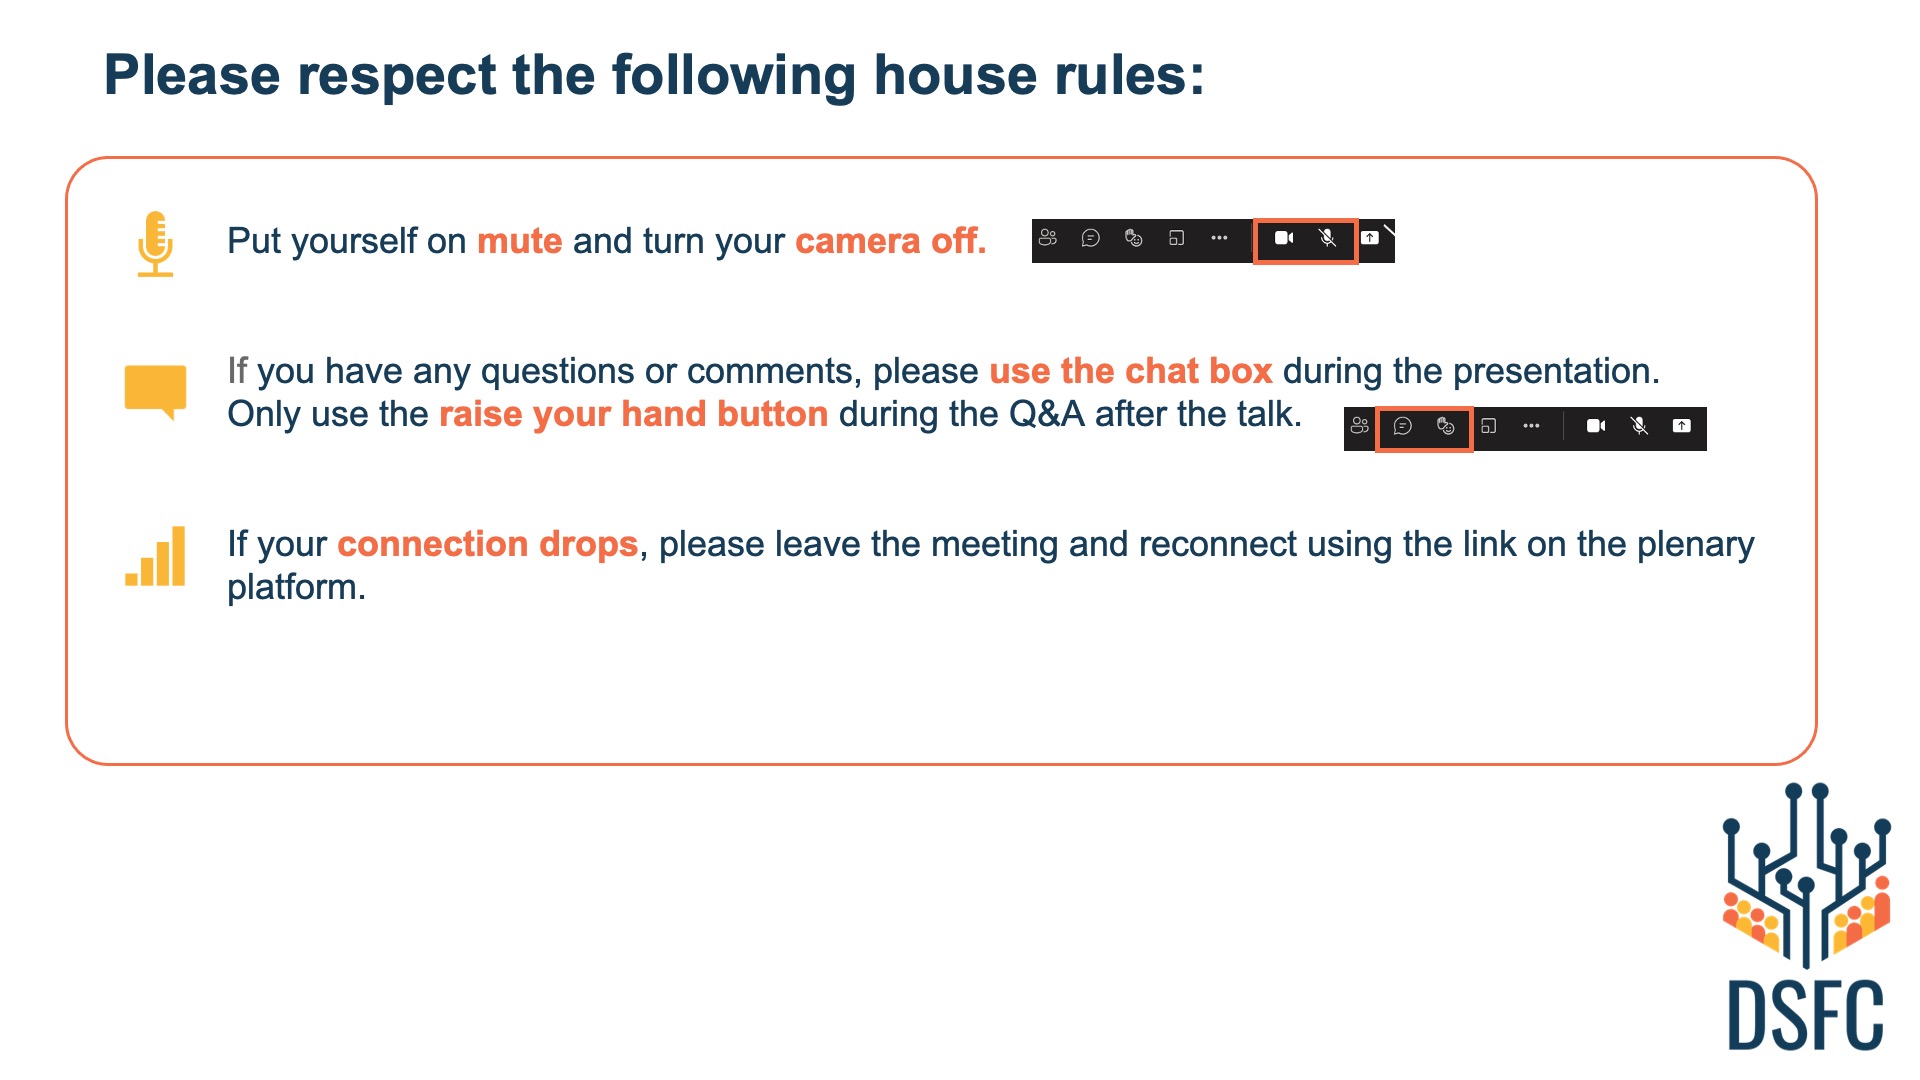 Please respect the following house rules:
Put yourself on mute and turn your camera off.
If you have any questions or comments, please use the chat box during the presentation.
Only use the raise your hand button during the Q&A after the talk.
If your connection drops, please leave the meeting and reconnect using the link on the plenary
platform.
DSFC